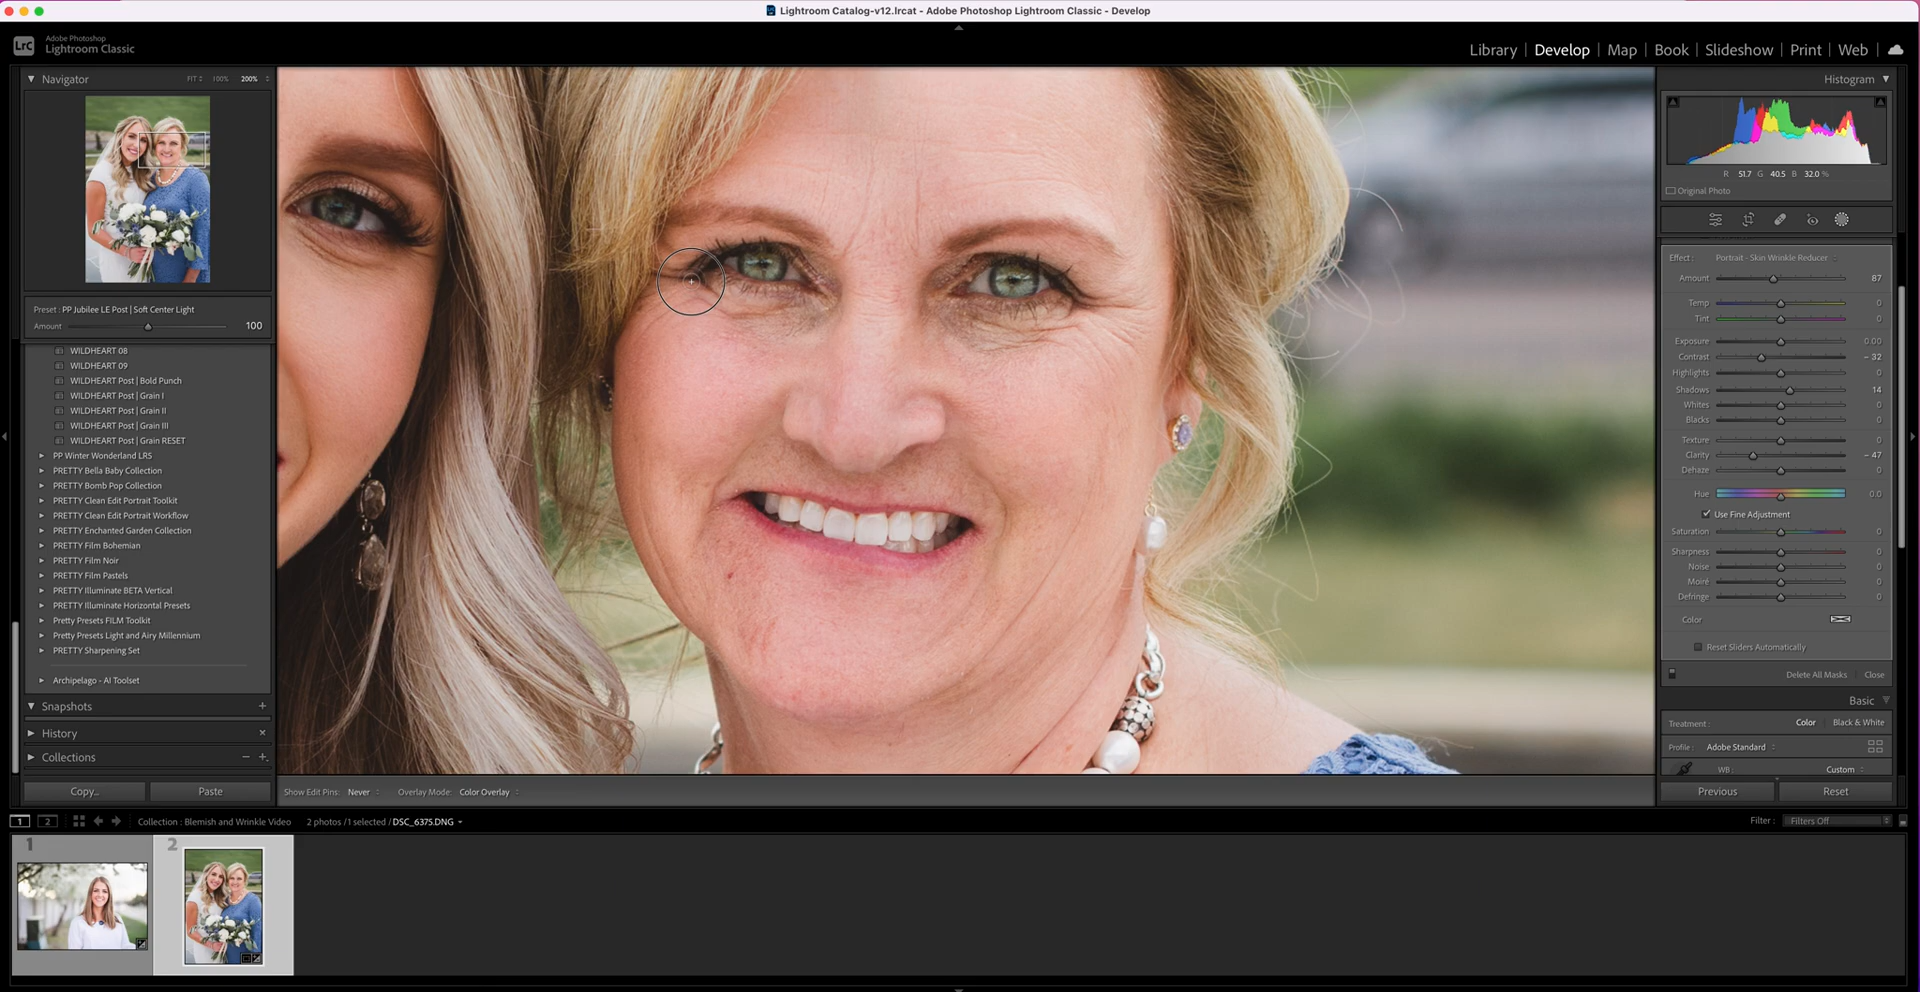 Lightroom Catalog-v12.lrcat - Adobe Photoshop Lightroom Classic - Develop
LrC
Adobe Photoshop
Lightroom Classic
Library | Develop | Map | Book | Slideshow | Print | Web
Navigator FIT 100% 200%
Preset : PP Jubilee LE Post | Soft Center Light
Amount 100
WILDHEART 08
WILDHEART 09
WILDHEART Post | Bold Punch
WILDHEART Post | Grain I
WILDHEART Post | Grain II
WILDHEART Post | Grain III
WILDHEART Post | Grain RESET
PP Winter Wonderland LRS
PRETTY Bella Baby Collection
PRETTY Bomb Pop Collection
PRETTY Clean Edit Portrait Toolkit
PRETTY Clean Edit Portrait Workflow
PRETTY Enchanted Garden Collection
PRETTY Film Bohemian
PRETTY Film Noir
PRETTY Film Pastels
PRETTY Illuminate BETA Vertical
PRETTY Illuminate Horizontal Presets
Pretty Presets FILM Toolkit
Pretty Presets Light and Airy Millennium
PRETTY Sharpening Set
Archipelago - AI Toolset
Snapshots +
History ×
Collections − +
Copy... Paste
Show Edit Pins: Never Overlay Mode: Color Overlay
Histogram
R 51.7 G 40.5 B 32.0 %
Original Photo
Effect : Portrait - Skin Wrinkle Reducer
Amount 87
Temp 0
Tint 0
Exposure 0.00
Contrast − 32
Highlights 0
Shadows 14
Whites 0
Blacks 0
Texture 0
Clarity − 47
Dehaze 0
Hue 0.0
Use Fine Adjustment
Saturation 0
Sharpness 0
Noise 0
Moiré 0
Defringe 0
Color
Reset Sliders Automatically
Delete All Masks Close
Basic
Treatment : Color Black & White
Profile : Adobe Standard
WB : Custom
Previous Reset
1 2 Collection : Blemish and Wrinkle Video 2 photos / 1 selected / DSC_6375.DNG Filter : Filters Off
1 2